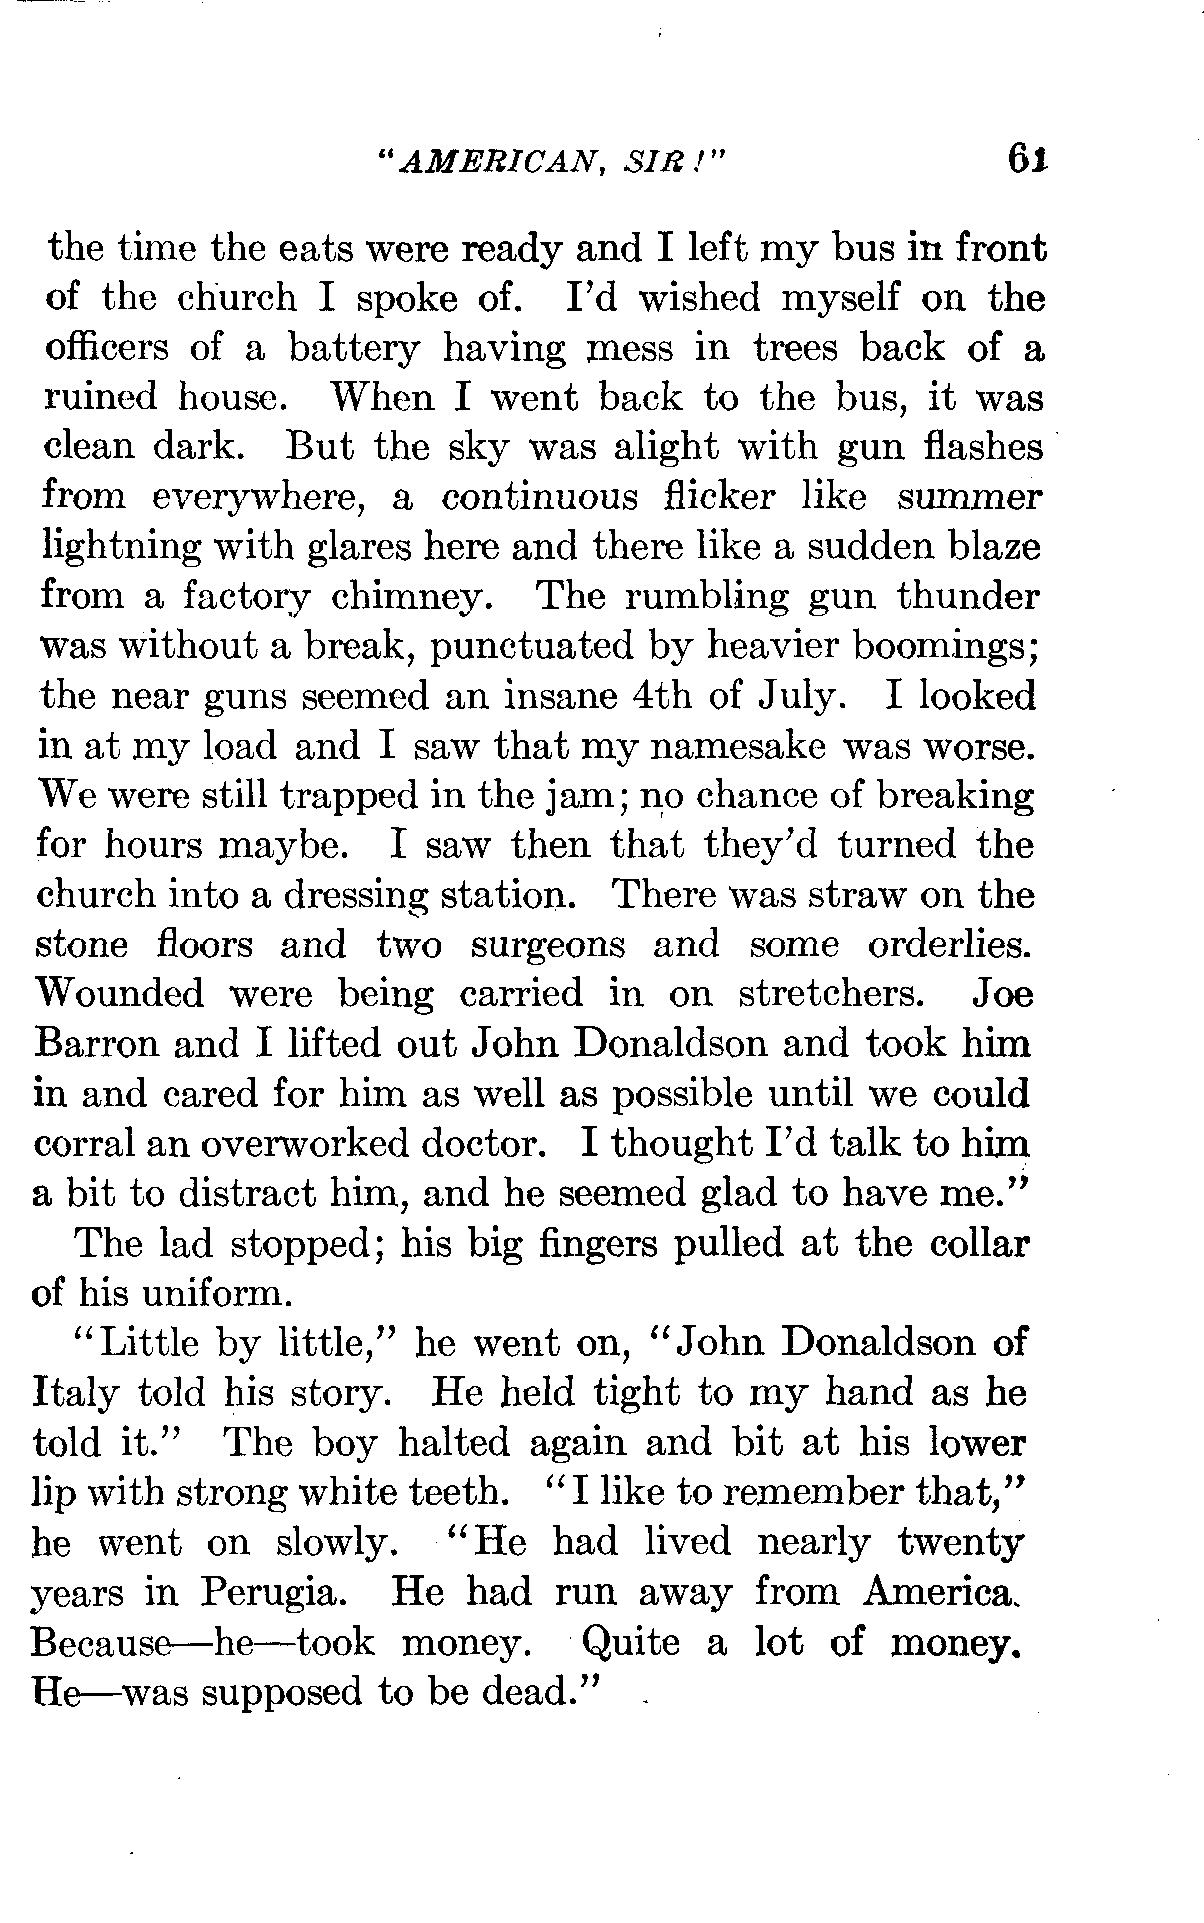 "AMERICAN, SIR!" 61
the time the eats were ready and I left my bus in front
of the church I spoke of. I'd wished myself on the
officers of a battery having mess in trees back of a
ruined house. When I went back to the bus, it was
clean dark. But the sky was alight with gun flashes
from everywhere, a continuous flicker like summer
lightning with glares here and there like a sudden blaze
from a factory chimney. The rumbling gun thunder
was without a break, punctuated by heavier boomings;
the near guns seemed an insane 4th of July. I looked
in at my load and I saw that my namesake was worse.
We were still trapped in the jam; no chance of breaking
for hours maybe. I saw then that they'd turned the
church into a dressing station. There was straw on the
stone floors and two surgeons and some orderlies.
Wounded were being carried in on stretchers. Joe
Barron and I lifted out John Donaldson and took him
in and cared for him as well as possible until we could
corral an overworked doctor. I thought I'd talk to him
a bit to distract him, and he seemed glad to have me."
The lad stopped; his big fingers pulled at the collar
of his uniform.
"Little by little," he went on, "John Donaldson of
Italy told his story. He held tight to my hand as he
told it." The boy halted again and bit at his lower
lip with strong white teeth. "I like to remember that,"
he went on slowly. "He had lived nearly twenty
years in Perugia. He had run away from America.
Because—he—took money. Quite a lot of money.
He—was supposed to be dead."